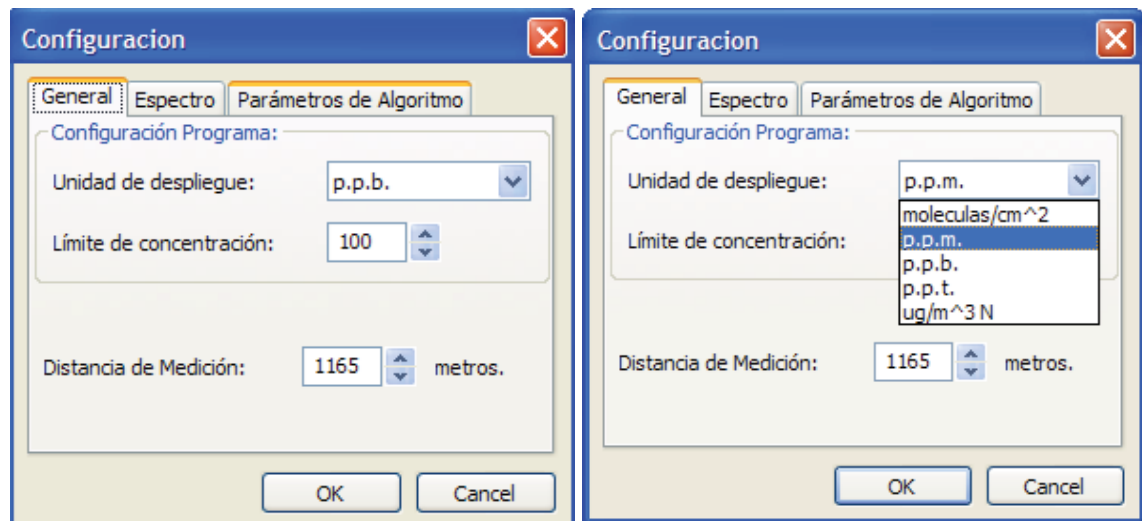 Configuracion
General Espectro Parámetros de Algoritmo
Configuración Programa:
Unidad de despliegue: p.p.b.
Límite de concentración: 100
Distancia de Medición: 1165 metros.
OK Cancel
Configuracion
General Espectro Parámetros de Algoritmo
Configuración Programa:
Unidad de despliegue: p.p.m.
moleculas/cm^2
Límite de concentración: p.p.m.
p.p.b.
p.p.t.
ug/m^3 N
Distancia de Medición: 1165 metros.
OK Cancel